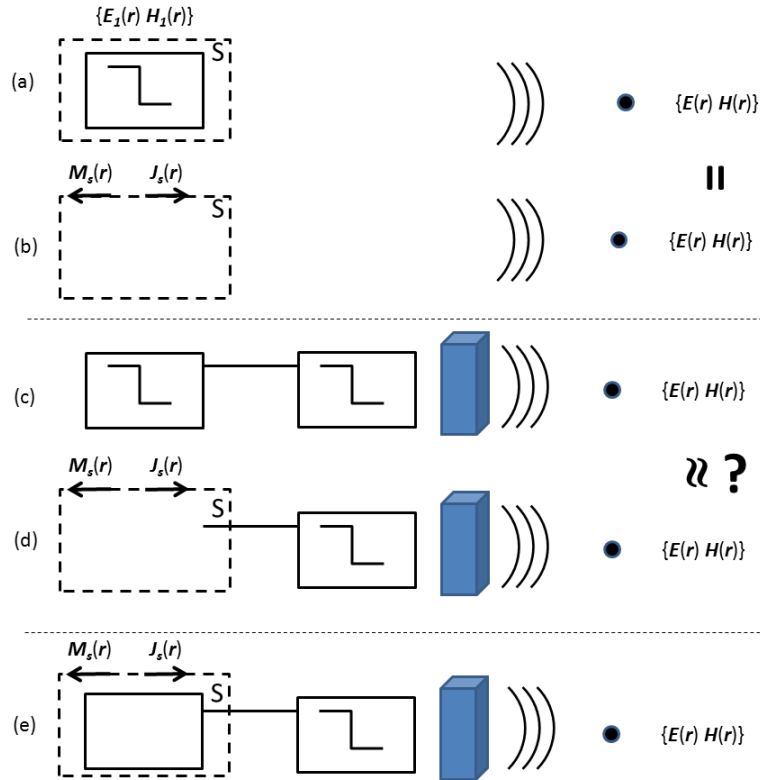 {E₁(r) H₁(r)}
S
(a) {E(r) H(r)}
Mₛ(r) Jₛ(r)
=
S
(b) {E(r) H(r)}
(c) {E(r) H(r)}
Mₛ(r) Jₛ(r)
≈ ?
S
(d) {E(r) H(r)}
Mₛ(r) Jₛ(r)
S
(e) {E(r) H(r)}